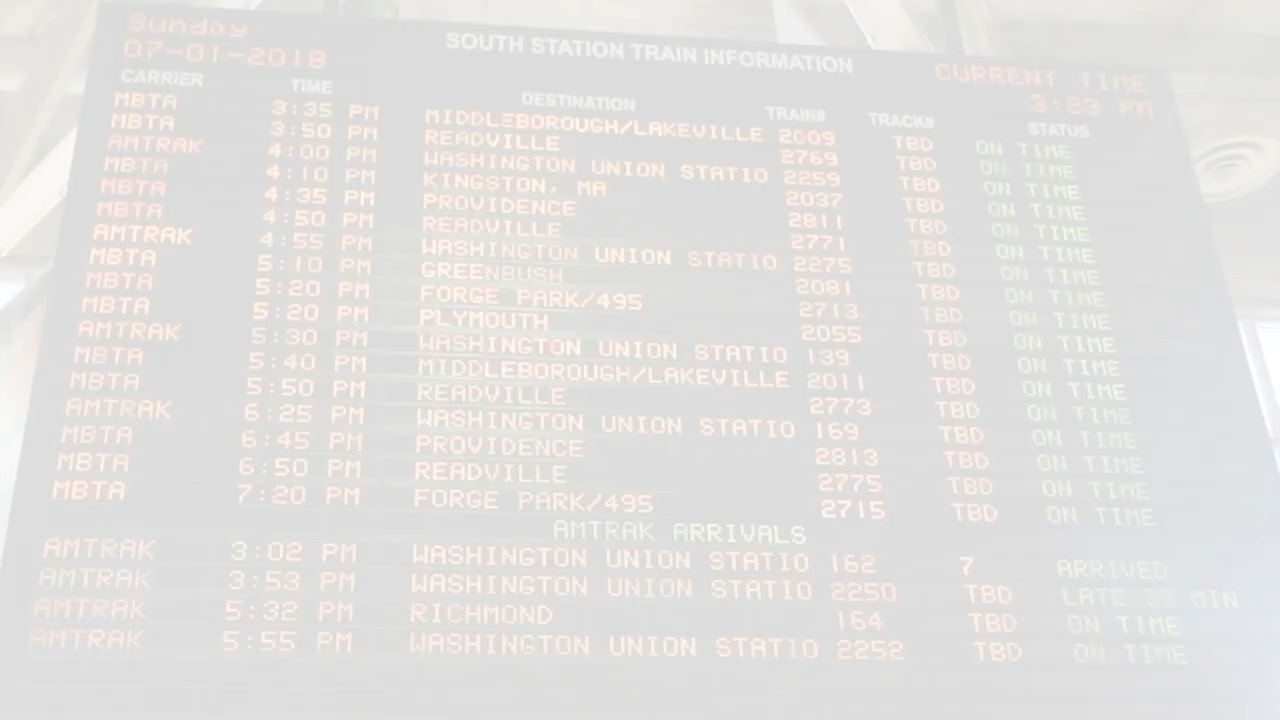 Sunday
07-01-2018
SOUTH STATION TRAIN INFORMATION
CURRENT TIME
3:23 PM
CARRIER TIME DESTINATION TRAIN# TRACK# STATUS
MBTA 3:35 PM MIDDLEBOROUGH/LAKEVILLE 2009 TBD ON TIME
MBTA 3:50 PM READVILLE 2769 TBD ON TIME
AMTRAK 4:00 PM WASHINGTON UNION STATIO 2259 TBD ON TIME
MBTA 4:10 PM KINGSTON, MA 2037 TBD ON TIME
MBTA 4:35 PM PROVIDENCE 2811 TBD ON TIME
MBTA 4:50 PM READVILLE 2771 TBD ON TIME
AMTRAK 4:55 PM WASHINGTON UNION STATIO 2275 TBD ON TIME
MBTA 5:10 PM GREENBUSH 2081 TBD ON TIME
MBTA 5:20 PM FORGE PARK/495 2713 TBD ON TIME
MBTA 5:20 PM PLYMOUTH 2055 TBD ON TIME
AMTRAK 5:30 PM WASHINGTON UNION STATIO 139 TBD ON TIME
MBTA 5:40 PM MIDDLEBOROUGH/LAKEVILLE 2011 TBD ON TIME
MBTA 5:50 PM READVILLE 2773 TBD ON TIME
AMTRAK 6:25 PM WASHINGTON UNION STATIO 169 TBD ON TIME
MBTA 6:45 PM PROVIDENCE 2813 TBD ON TIME
MBTA 6:50 PM READVILLE 2775 TBD ON TIME
MBTA 7:20 PM FORGE PARK/495 2715 TBD ON TIME
AMTRAK ARRIVALS
AMTRAK 3:02 PM WASHINGTON UNION STATIO 162 7 ARRIVED
AMTRAK 3:53 PM WASHINGTON UNION STATIO 2250 TBD LATE 35 MIN
AMTRAK 5:32 PM RICHMOND 164 TBD ON TIME
AMTRAK 5:55 PM WASHINGTON UNION STATIO 2252 TBD ON TIME